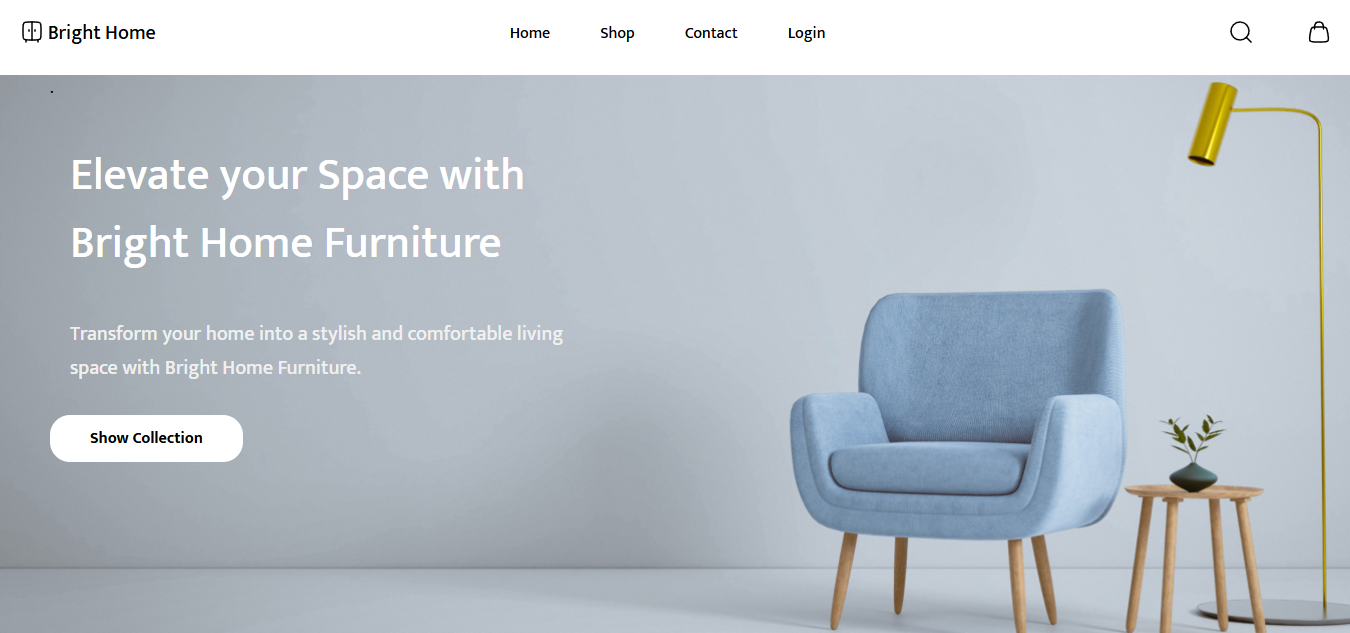 Bright Home
Home
Shop
Contact
Login
.
Elevate your Space with
Bright Home Furniture
Transform your home into a stylish and comfortable living
space with Bright Home Furniture.
Show Collection